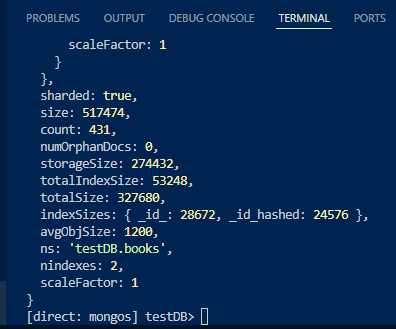 PROBLEMS OUTPUT DEBUG CONSOLE TERMINAL PORTS
scaleFactor: 1
}
},
sharded: true,
size: 517474,
count: 431,
numOrphanDocs: 0,
storageSize: 274432,
totalIndexSize: 53248,
totalSize: 327680,
indexSizes: { _id_: 28672, _id_hashed: 24576 },
avgObjSize: 1200,
ns: 'testDB.books',
nindexes: 2,
scaleFactor: 1
}
[direct: mongos] testDB>